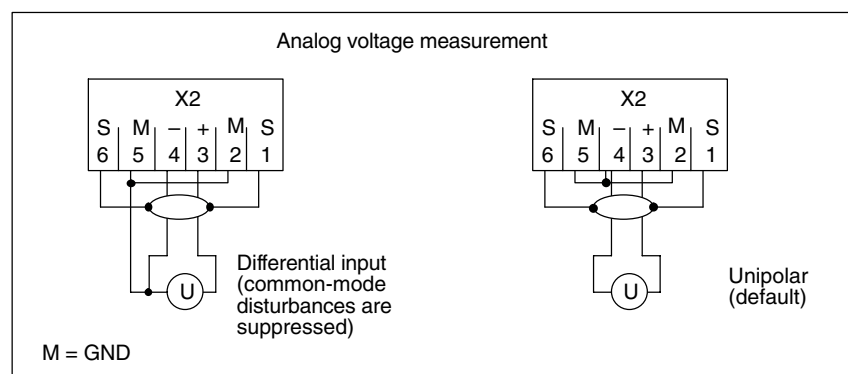 Analog voltage measurement
X2
S M – + M S
6 5 4 3 2 1
U
Differential input
(common-mode
disturbances are
suppressed)
X2
S M – + M S
6 5 4 3 2 1
U
Unipolar
(default)
M = GND